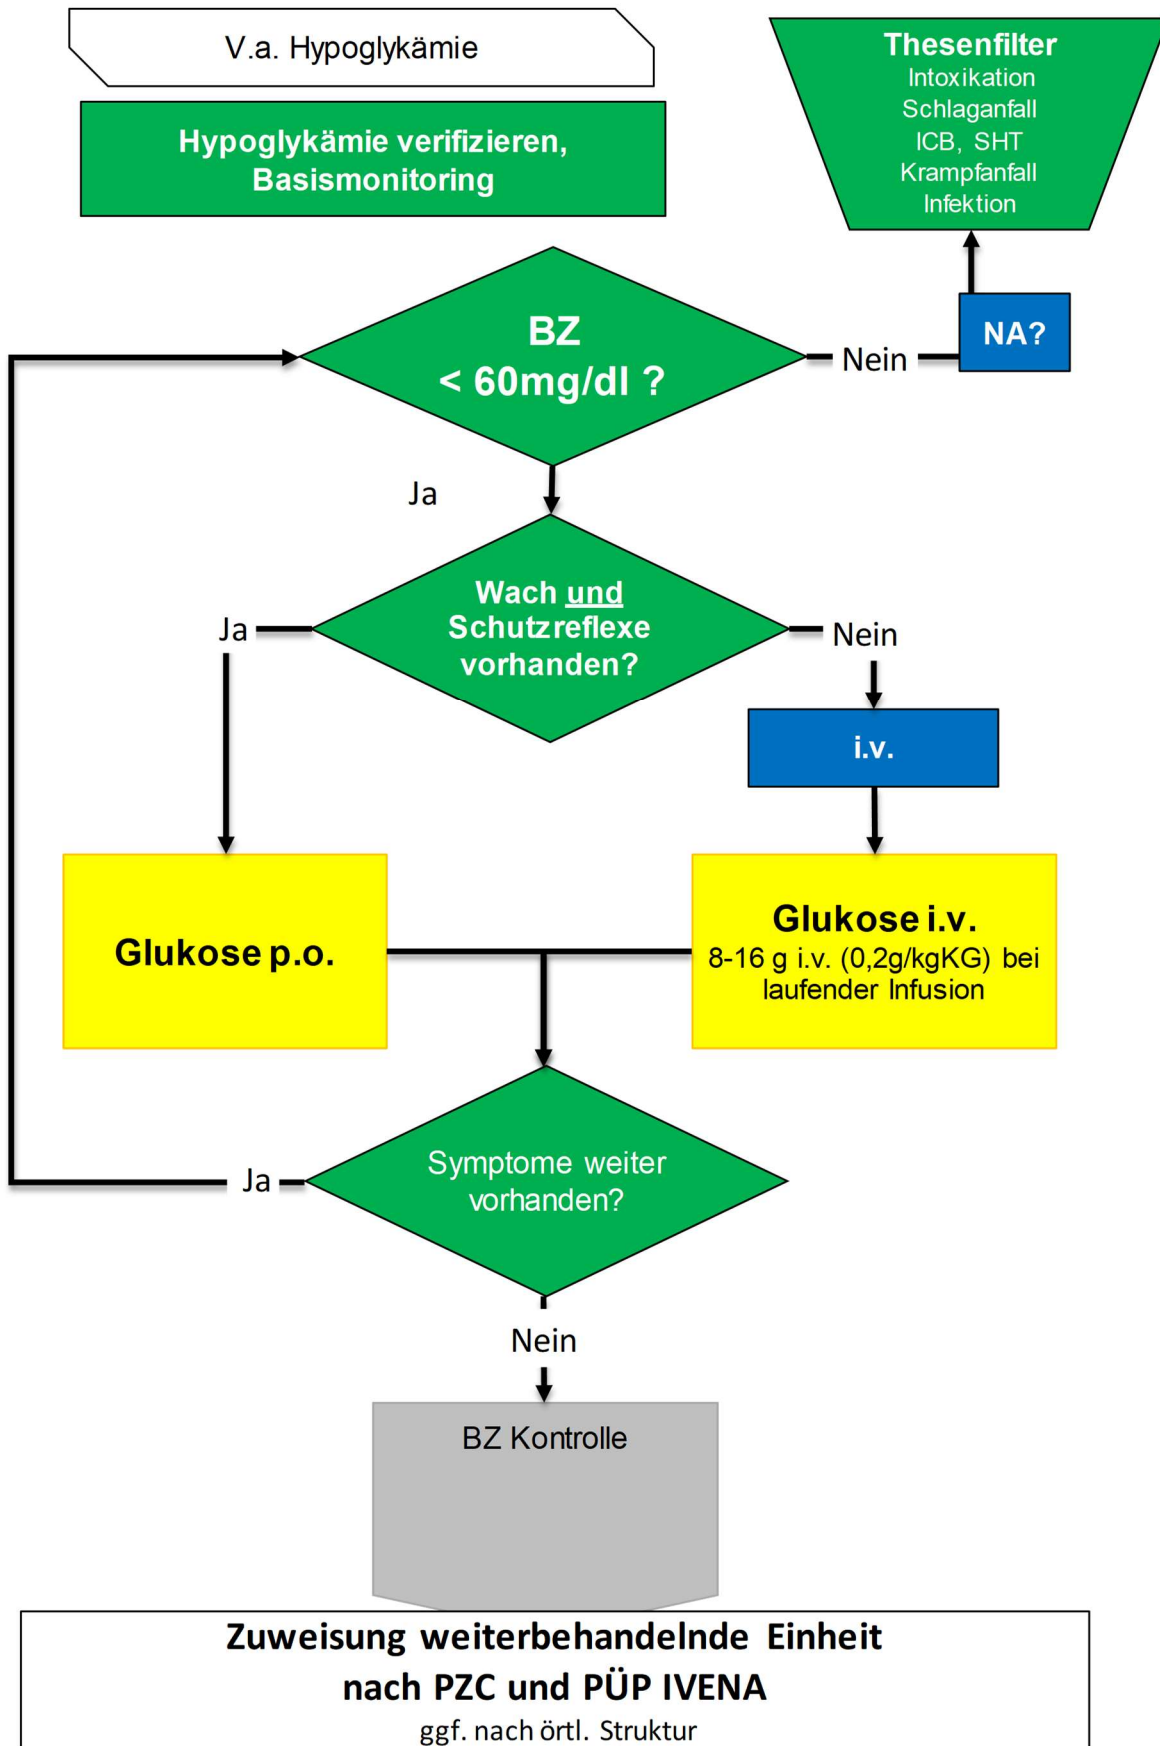 V.a. Hypoglykämie
Thesenfilter
Intoxikation
Schlaganfall
ICB, SHT
Krampfanfall
Infektion
Hypoglykämie verifizieren,
Basismonitoring
NA?
BZ
< 60mg/dl ?
Nein
Ja
Wach und
Schutzreflexe
vorhanden?
Ja
Nein
i.v.
Glukose p.o.
Glukose i.v.
8-16 g i.v. (0,2g/kgKG) bei
laufender Infusion
Symptome weiter
vorhanden?
Ja
Nein
BZ Kontrolle
Zuweisung weiterbehandelnde Einheit
nach PZC und PÜP IVENA
ggf. nach örtl. Struktur